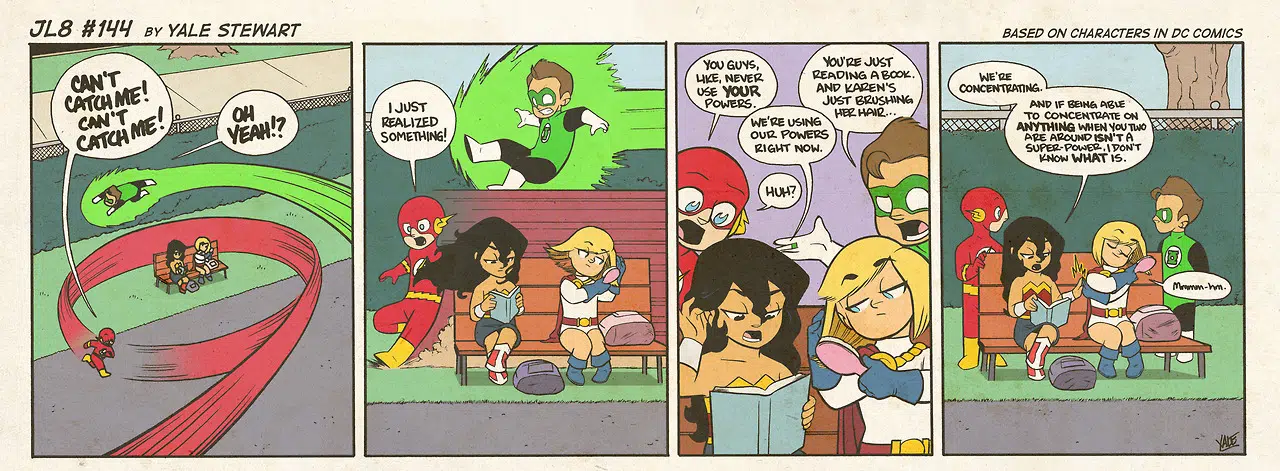 JL8 #144 BY YALE STEWART
BASED ON CHARACTERS IN DC COMICS
CAN'T
CATCH ME!
CAN'T
CATCH ME!
OH
YEAH!?
I JUST
REALIZED
SOMETHING!
YOU GUYS,
LIKE, NEVER
USE YOUR
POWERS.
YOU'RE JUST
READING A BOOK.
AND KAREN'S
JUST BRUSHING
HER HAIR...
WE'RE USING
OUR POWERS
RIGHT NOW.
HUH?
WE'RE
CONCENTRATING.
AND IF BEING ABLE
TO CONCENTRATE ON
ANYTHING WHEN YOU TWO
ARE AROUND ISN'T A
SUPER-POWER, I DON'T
KNOW WHAT IS.
Mmmm-hm.
YALE